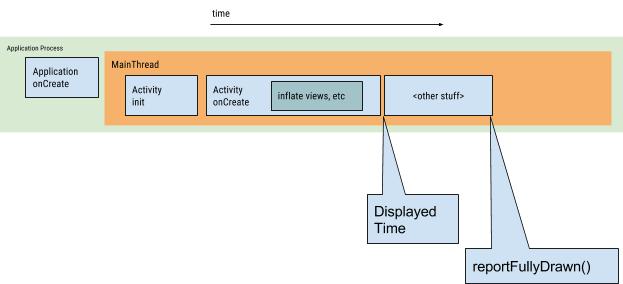 time
Application Process
Application
onCreate
MainThread
Activity
init
Activity
onCreate
inflate views, etc
<other stuff>
Displayed
Time
reportFullyDrawn()